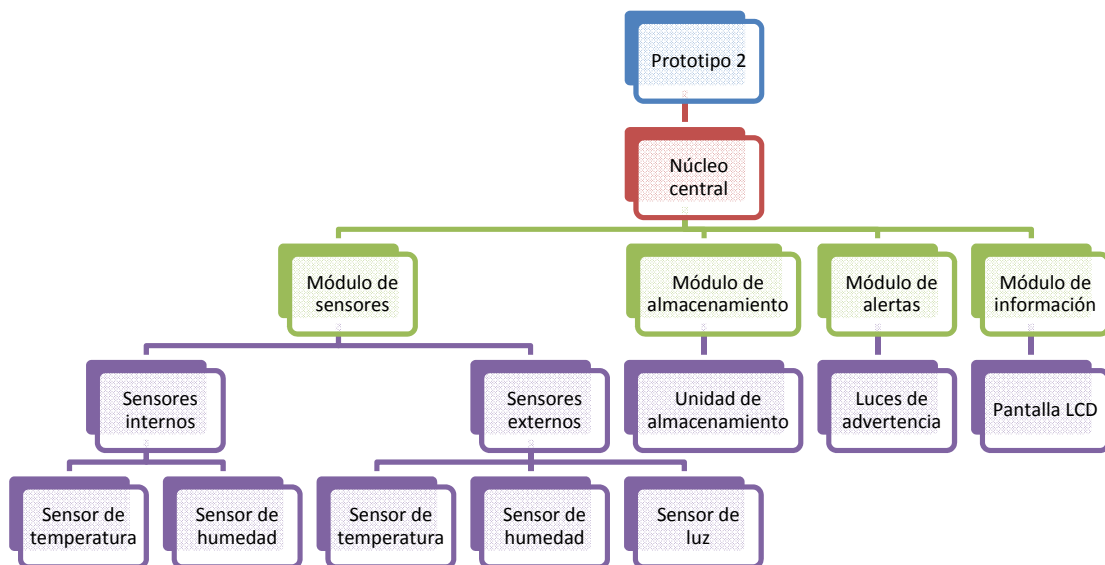 Prototipo 2
Núcleo
central
Módulo de
sensores
Módulo de
almacenamiento
Módulo de
alertas
Módulo de
información
Sensores
internos
Sensores
externos
Unidad de
almacenamiento
Luces de
advertencia
Pantalla LCD
Sensor de
temperatura
Sensor de
humedad
Sensor de
temperatura
Sensor de
humedad
Sensor de
luz